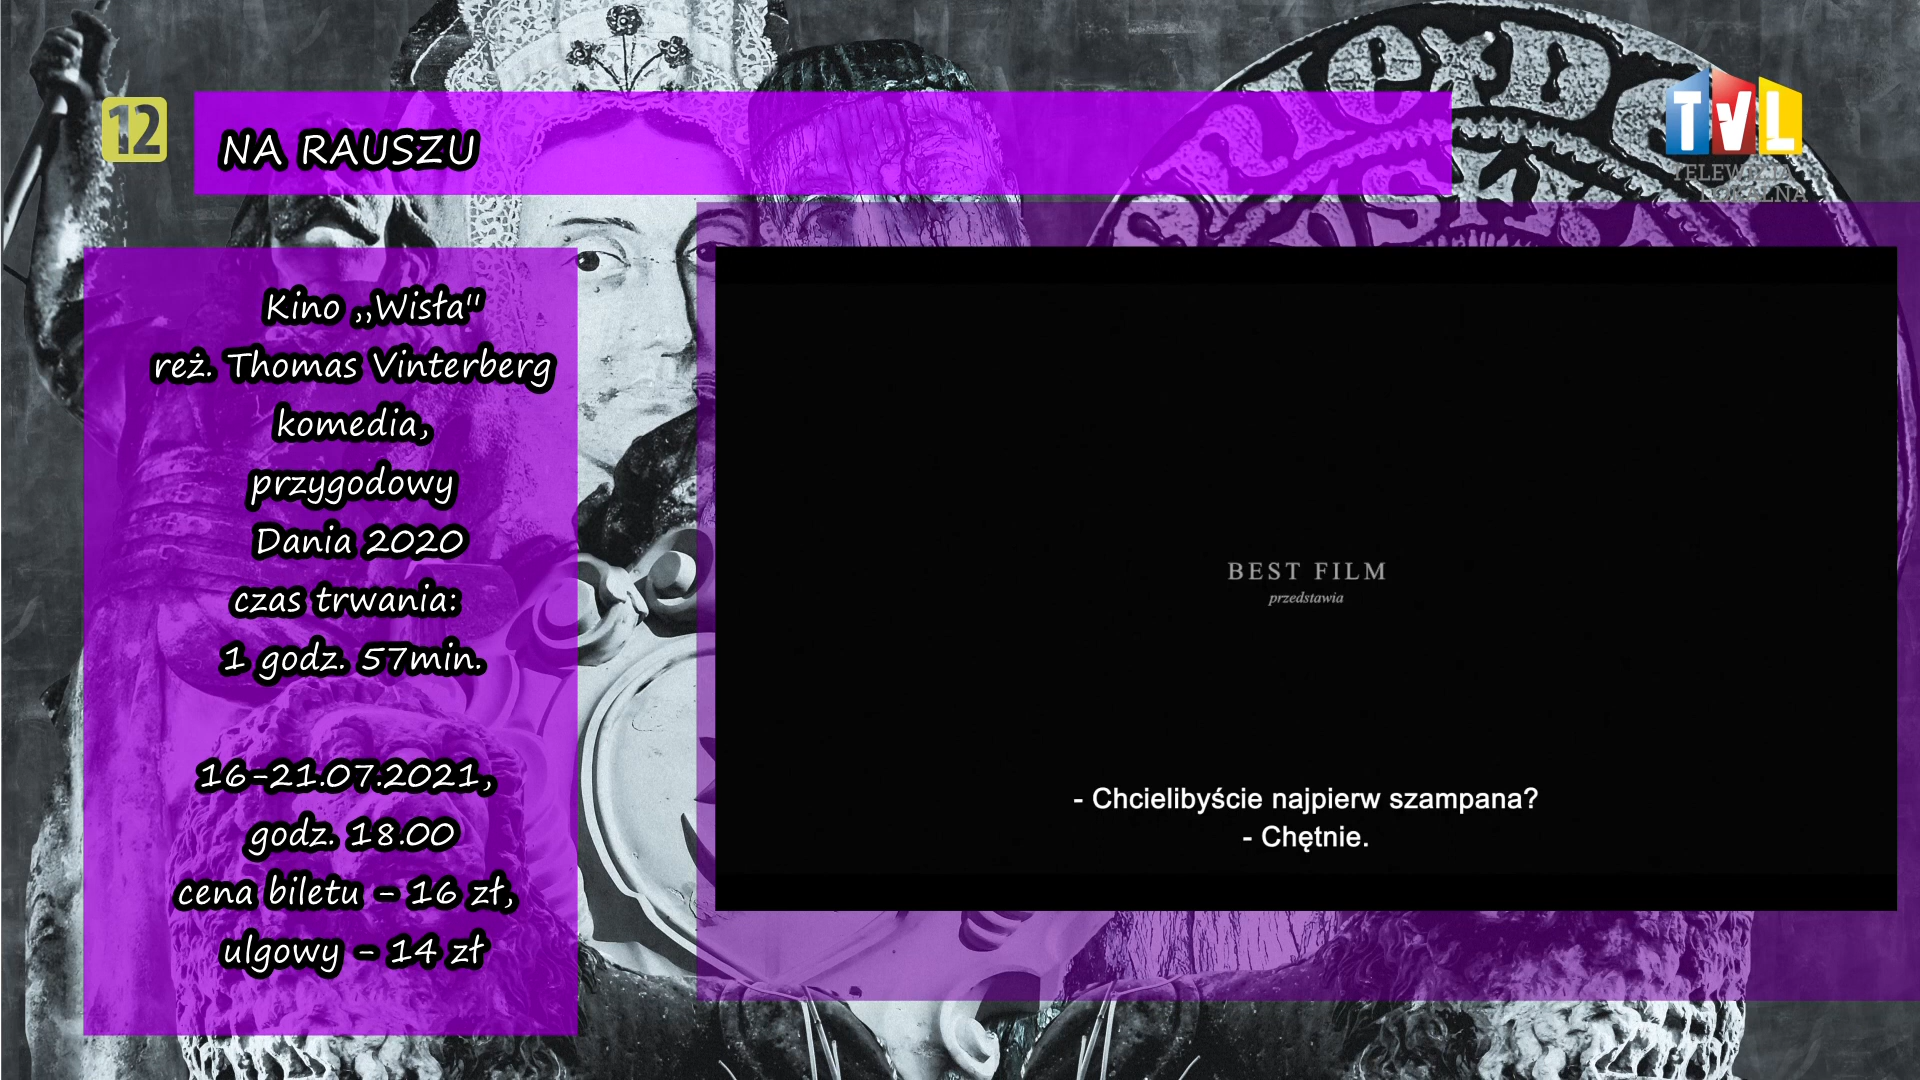 12
NA RAUSZU
TVL
TELEWIZJA
LOKALNA
Kino ,,Wisła"
reż. Thomas Vinterberg
komedia,
przygodowy
Dania 2020
czas trwania:
1 godz. 57min.
16-21.07.2021,
godz. 18.00
cena biletu - 16 zł,
ulgowy - 14 zł
BEST FILM
przedstawia
- Chcielibyście najpierw szampana?
- Chętnie.